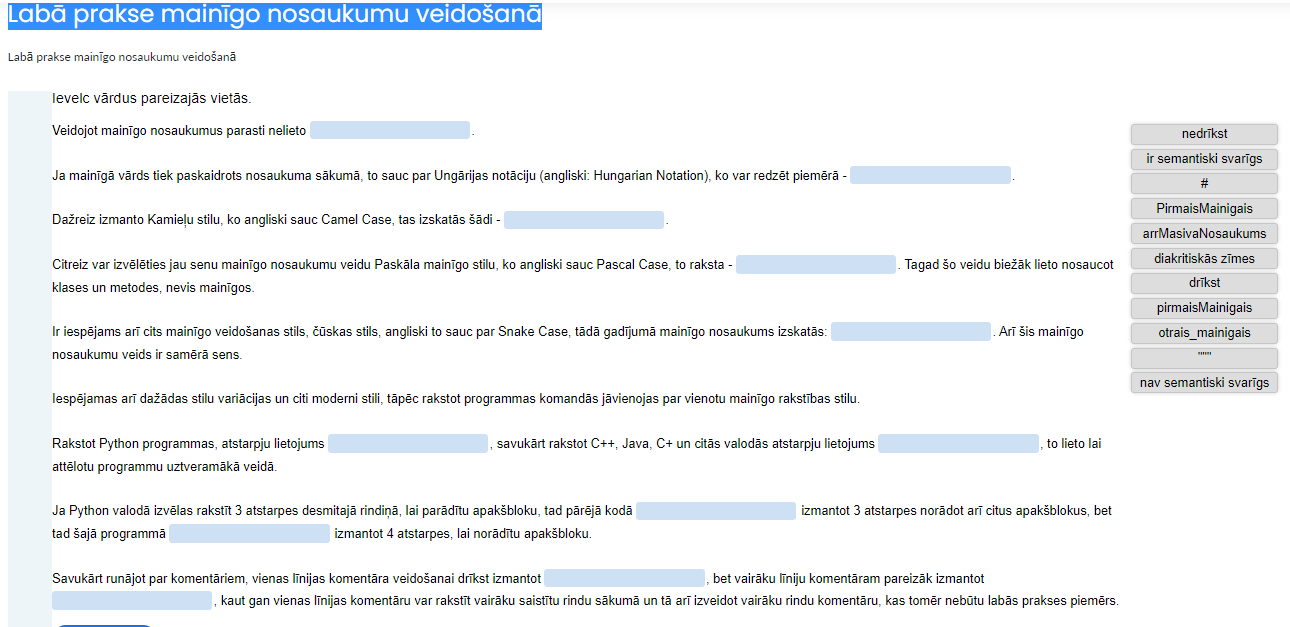 Labā prakse mainīgo nosaukumu veidošanā
Labā prakse mainīgo nosaukumu veidošanā
Ievelc vārdus pareizajās vietās.
Veidojot mainīgo nosaukumus parasti nelieto .
Ja mainīgā vārds tiek paskaidrots nosaukuma sākumā, to sauc par Ungārijas notāciju (angliski: Hungarian Notation), ko var redzēt piemērā - .
Dažreiz izmanto Kamieļu stilu, ko angliski sauc Camel Case, tas izskatās šādi - .
Citreiz var izvēlēties jau senu mainīgo nosaukumu veidu Paskāla mainīgo stilu, ko angliski sauc Pascal Case, to raksta - . Tagad šo veidu biežāk lieto nosaucot
klases un metodes, nevis mainīgos.
Ir iespējams arī cits mainīgo veidošanas stils, čūskas stils, angliski to sauc par Snake Case, tādā gadījumā mainīgo nosaukums izskatās: . Arī šis mainīgo
nosaukumu veids ir samērā sens.
Iespējamas arī dažādas stilu variācijas un citi moderni stili, tāpēc rakstot programmas komandās jāvienojas par vienotu mainīgo rakstības stilu.
Rakstot Python programmas, atstarpju lietojums , savukārt rakstot C++, Java, C+ un citās valodās atstarpju lietojums , to lieto lai
attēlotu programmu uztveramākā veidā.
Ja Python valodā izvēlas rakstīt 3 atstarpes desmitajā rindiņā, lai parādītu apakšbloku, tad pārējā kodā izmantot 3 atstarpes norādot arī citus apakšblokus, bet
tad šajā programmā izmantot 4 atstarpes, lai norādītu apakšbloku.
Savukārt runājot par komentāriem, vienas līnijas komentāra veidošanai drīkst izmantot , bet vairāku līniju komentāram pareizāk izmantot
, kaut gan vienas līnijas komentāru var rakstīt vairāku saistītu rindu sākumā un tā arī izveidot vairāku rindu komentāru, kas tomēr nebūtu labās prakses piemērs.
nedrīkst
ir semantiski svarīgs
#
PirmaisMainigais
arrMasivaNosaukums
diakritiskās zīmes
drīkst
pirmaisMainigais
otrais_mainigais
"""
nav semantiski svarīgs